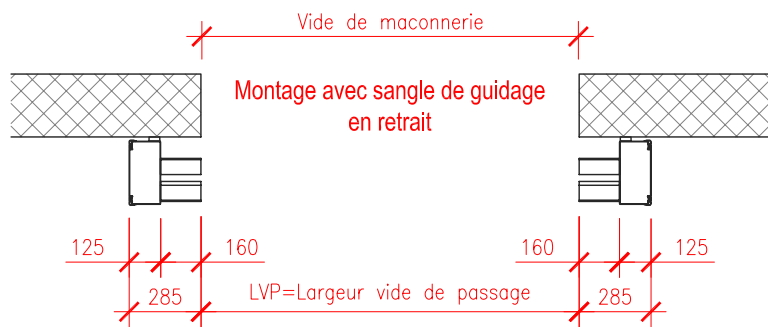 Vide de maconnerie
Montage avec sangle de guidage
en retrait
125 160 160 125
285 LVP=Largeur vide de passage 285